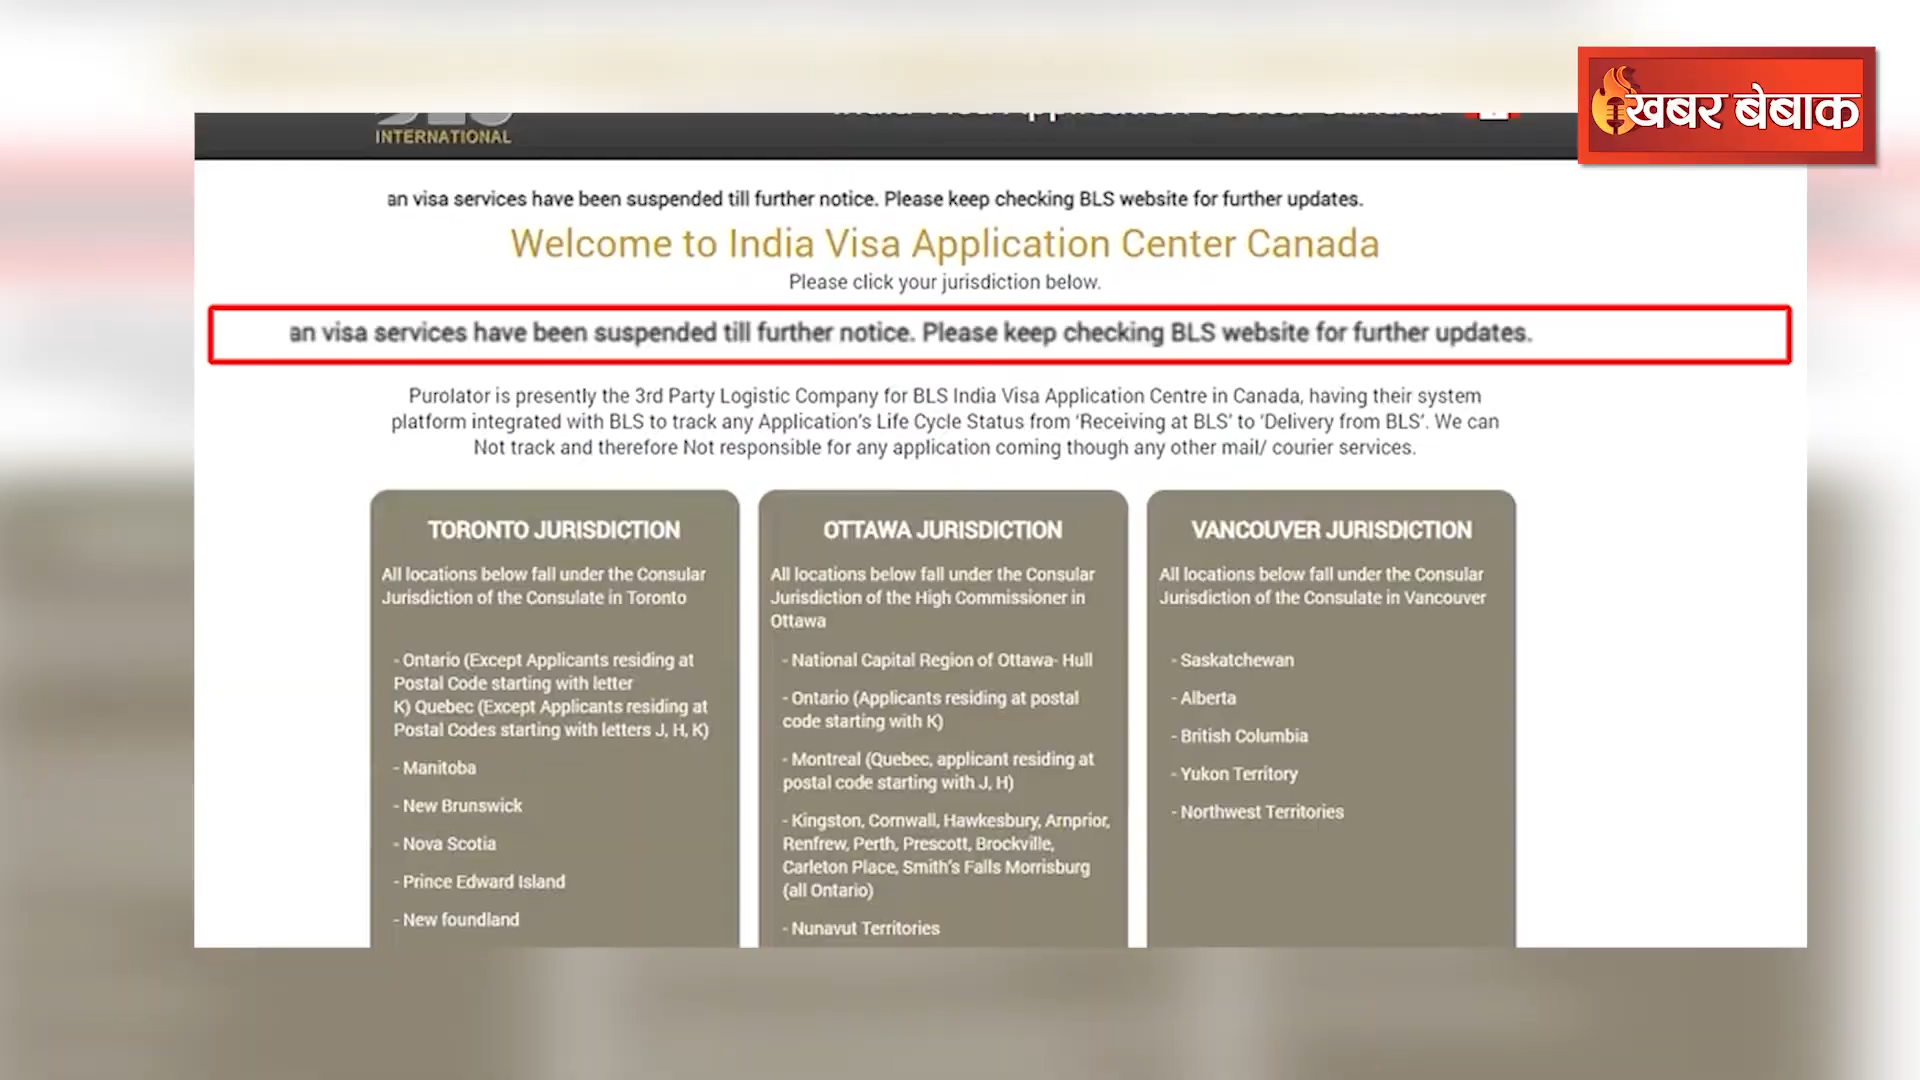 खबर बेबाक
INTERNATIONAL
India Visa Application Center Canada
an visa services have been suspended till further notice. Please keep checking BLS website for further updates.
Welcome to India Visa Application Center Canada
Please click your jurisdiction below.
an visa services have been suspended till further notice. Please keep checking BLS website for further updates.
Purolator is presently the 3rd Party Logistic Company for BLS India Visa Application Centre in Canada, having their system
platform integrated with BLS to track any Application's Life Cycle Status from ‘Receiving at BLS’ to ‘Delivery from BLS’. We can
Not track and therefore Not responsible for any application coming though any other mail/ courier services.
TORONTO JURISDICTION
All locations below fall under the Consular
Jurisdiction of the Consulate in Toronto
- Ontario (Except Applicants residing at
Postal Code starting with letter
K) Quebec (Except Applicants residing at
Postal Codes starting with letters J, H, K)
- Manitoba
- New Brunswick
- Nova Scotia
- Prince Edward Island
- New foundland
OTTAWA JURISDICTION
All locations below fall under the Consular
Jurisdiction of the High Commissioner in
Ottawa
- National Capital Region of Ottawa- Hull
- Ontario (Applicants residing at postal
code starting with K)
- Montreal (Quebec, applicant residing at
postal code starting with J, H)
- Kingston, Cornwall, Hawkesbury, Arnprior,
Renfrew, Perth, Prescott, Brockville,
Carleton Place, Smith's Falls Morrisburg
(all Ontario)
- Nunavut Territories
VANCOUVER JURISDICTION
All locations below fall under the Consular
Jurisdiction of the Consulate in Vancouver
- Saskatchewan
- Alberta
- British Columbia
- Yukon Territory
- Northwest Territories